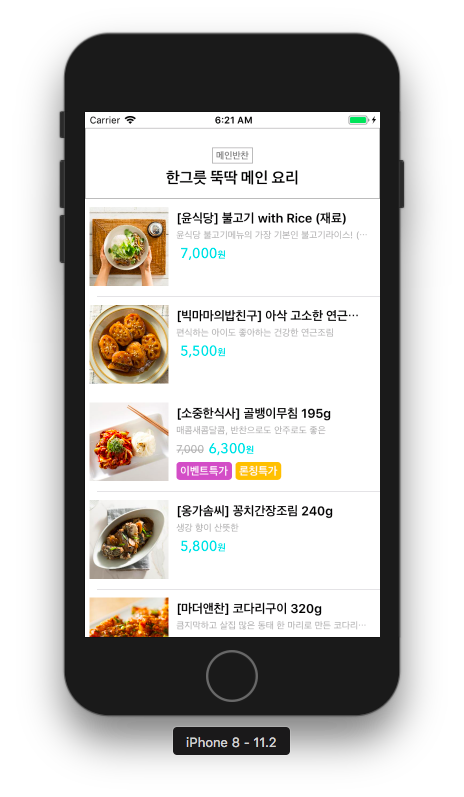 Carrier
6:21 AM
메인반찬
한그릇 뚝딱 메인 요리
[윤식당] 불고기 with Rice (재료)
윤식당 불고기메뉴의 가장 기본인 불고기라이스! (…
7,000원
[빅마마의밥친구] 아삭 고소한 연근…
편식하는 아이도 좋아하는 건강한 연근조림
5,500원
[소중한식사] 골뱅이무침 195g
매콤새콤달콤, 반찬으로도 안주로도 좋은
7,000 6,300원
이벤트특가 론칭특가
[옹가솜씨] 꽁치간장조림 240g
생강 향이 산뜻한
5,800원
[마더앤찬] 코다리구이 320g
큼지막하고 살집 많은 동태 한 마리로 만든 코다리…
iPhone 8 - 11.2